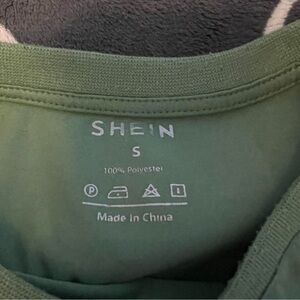 SHEIN
S
100% Polyester
P
Made In China